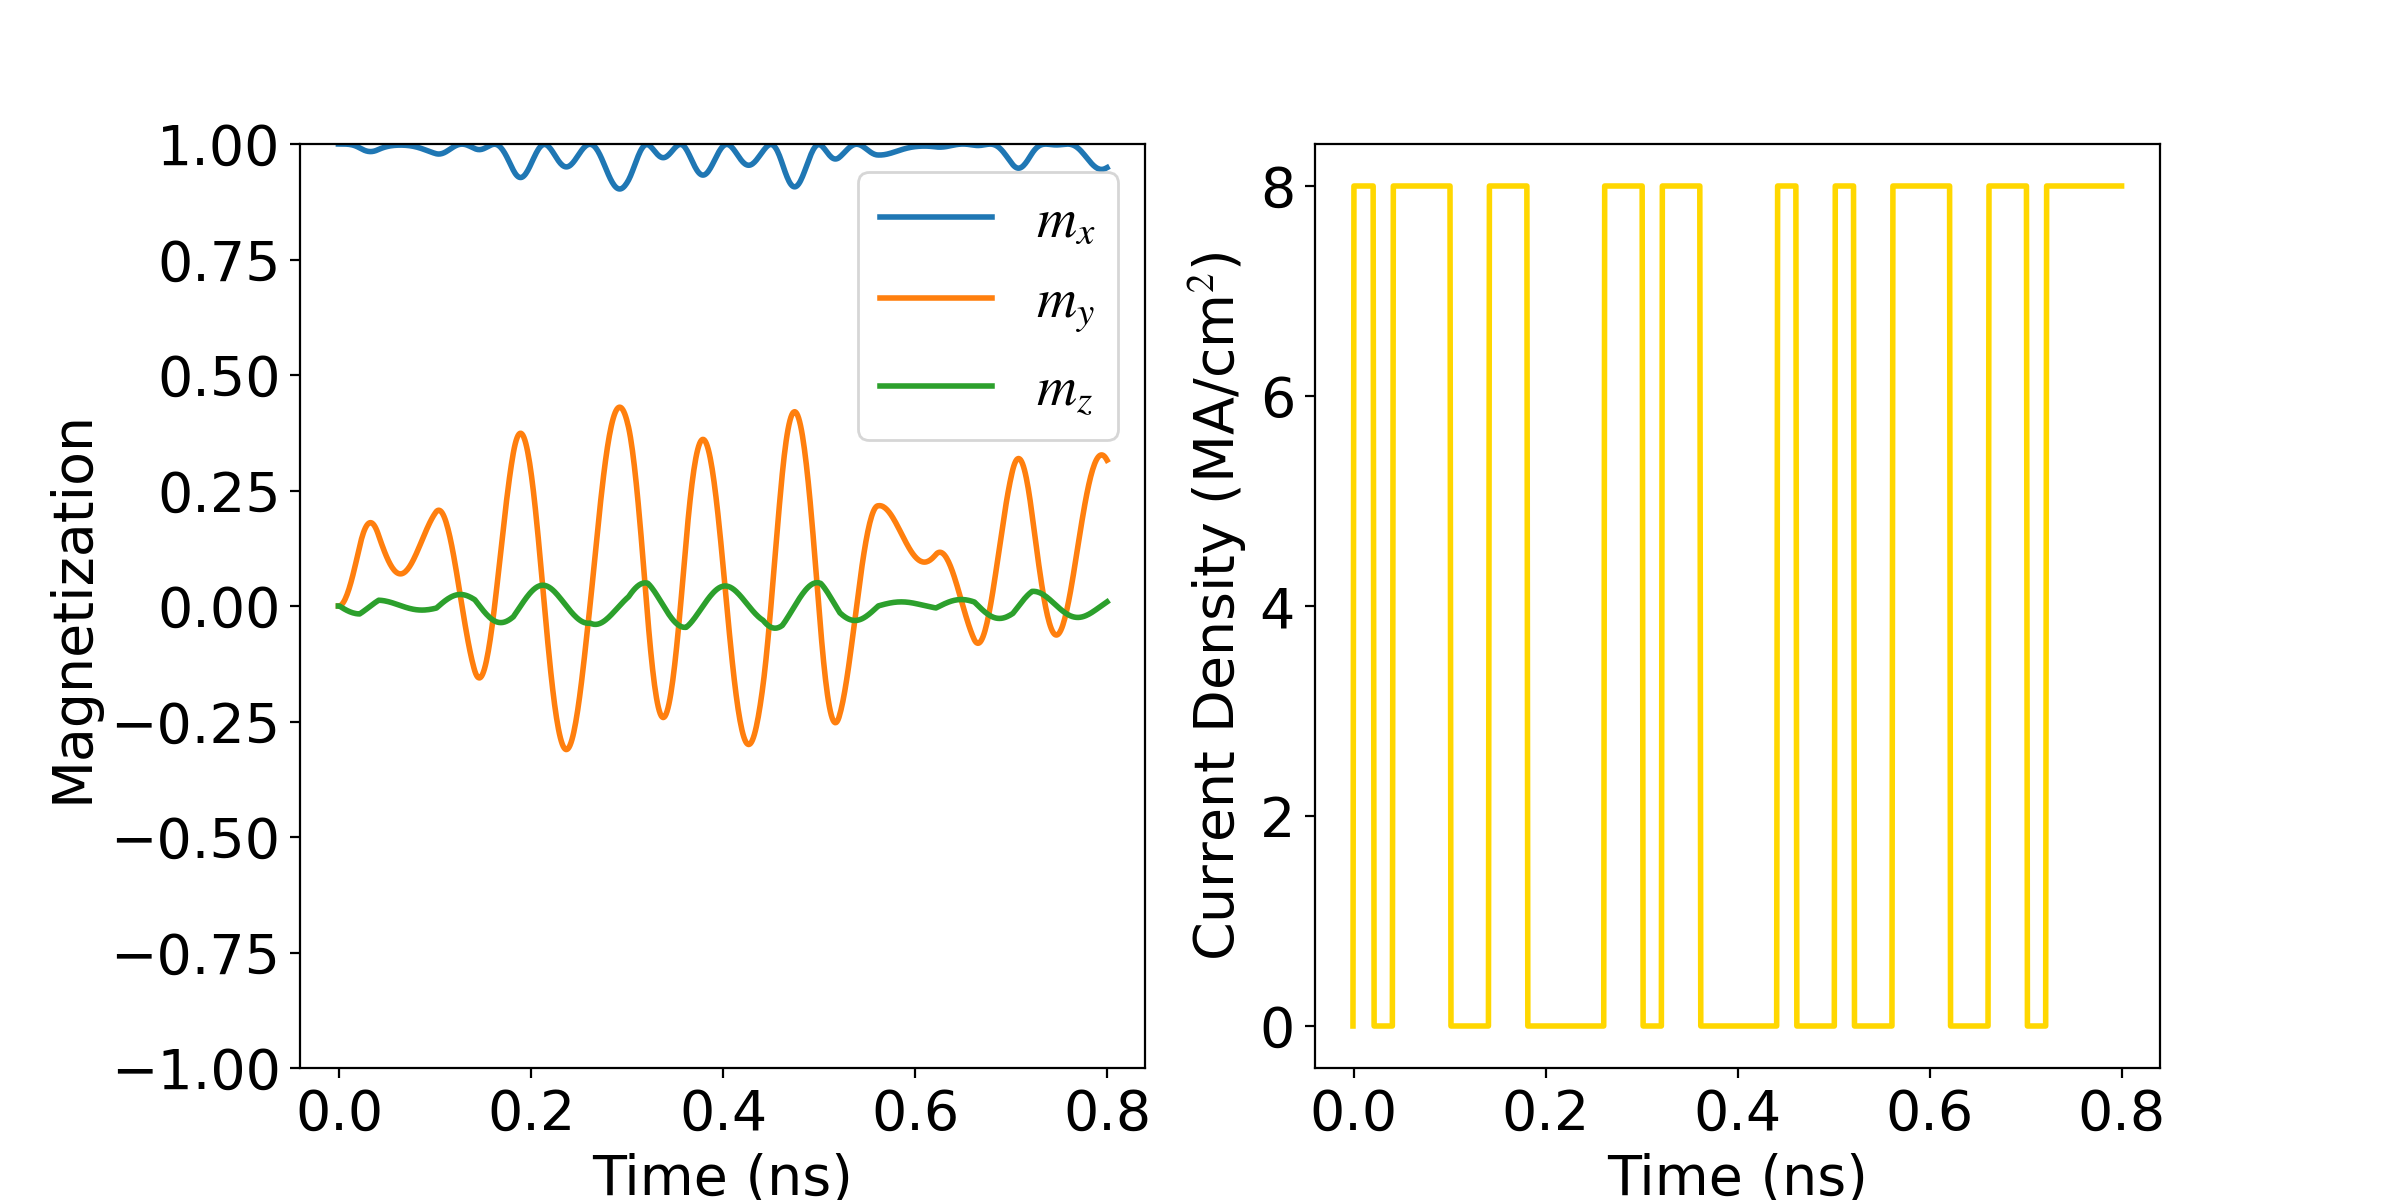 Magnetization
1.00
0.75
0.50
0.25
0.00
−0.25
−0.50
−0.75
−1.00
0.0 0.2 0.4 0.6 0.8
Time (ns)
m_x
m_y
m_z
Current Density (MA/cm²)
8
6
4
2
0
0.0 0.2 0.4 0.6 0.8
Time (ns)